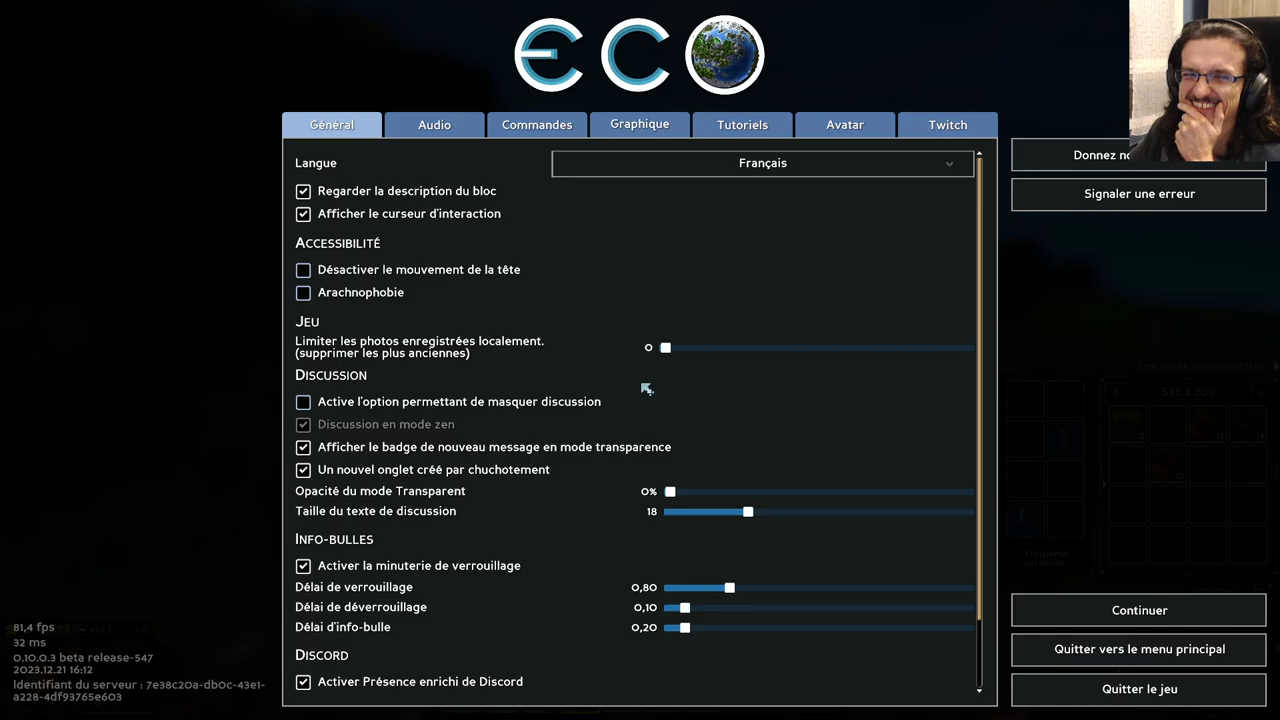 ECO
Général
Audio
Commandes
Graphique
Tutoriels
Avatar
Twitch
Langue
Français
Regarder la description du bloc
Afficher le curseur d'interaction
Accessibilité
Désactiver le mouvement de la tête
Arachnophobie
Jeu
Limiter les photos enregistrées localement.
(supprimer les plus anciennes)
0
Discussion
Active l'option permettant de masquer discussion
Discussion en mode zen
Afficher le badge de nouveau message en mode transparence
Un nouvel onglet créé par chuchotement
Opacité du mode Transparent
0%
Taille du texte de discussion
18
Info-bulles
Activer la minuterie de verrouillage
Délai de verrouillage
0,80
Délai de déverrouillage
0,10
Délai d'info-bulle
0,20
Discord
Activer Présence enrichi de Discord
Donnez
Signaler une erreur
Sac à dos
Troisième
personne
Continuer
Quitter vers le menu principal
Quitter le jeu
81,4 fps
32 ms
0.10.0.3 beta release-547
2023.12.21 16:12
Identifiant du serveur : 7e38c20a-db0c-43e1-
a228-4df93765e603